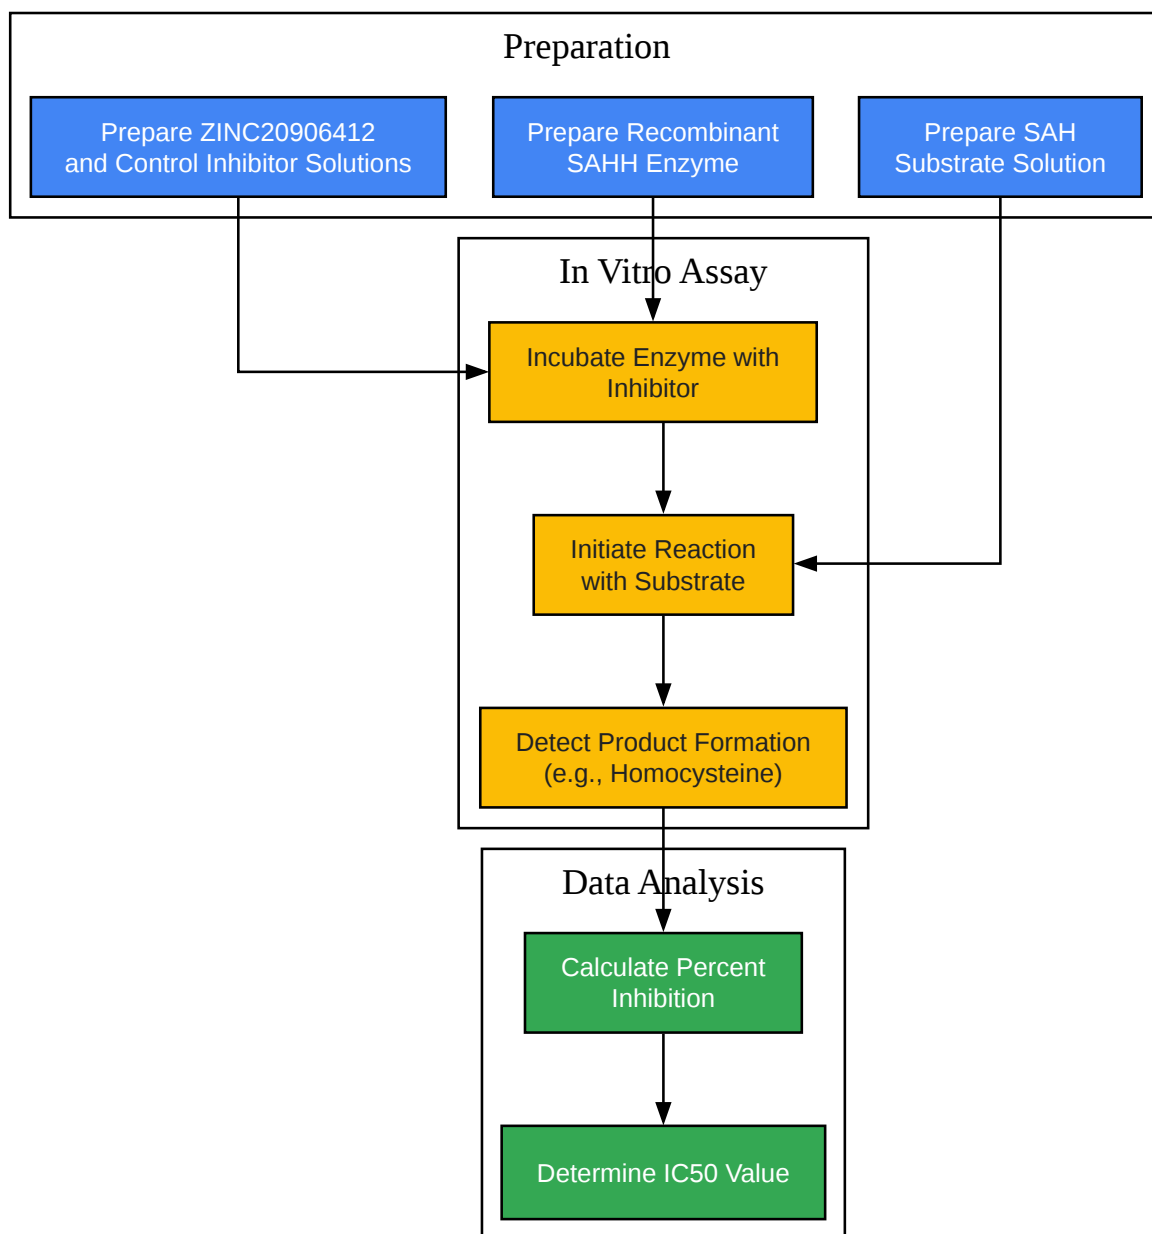 Preparation
Prepare ZINC20906412
and Control Inhibitor Solutions
Prepare Recombinant
SAHH Enzyme
Prepare SAH
Substrate Solution
In Vitro Assay
Incubate Enzyme with
Inhibitor
Initiate Reaction
with Substrate
Detect Product Formation
(e.g., Homocysteine)
Data Analysis
Calculate Percent
Inhibition
Determine IC50 Value